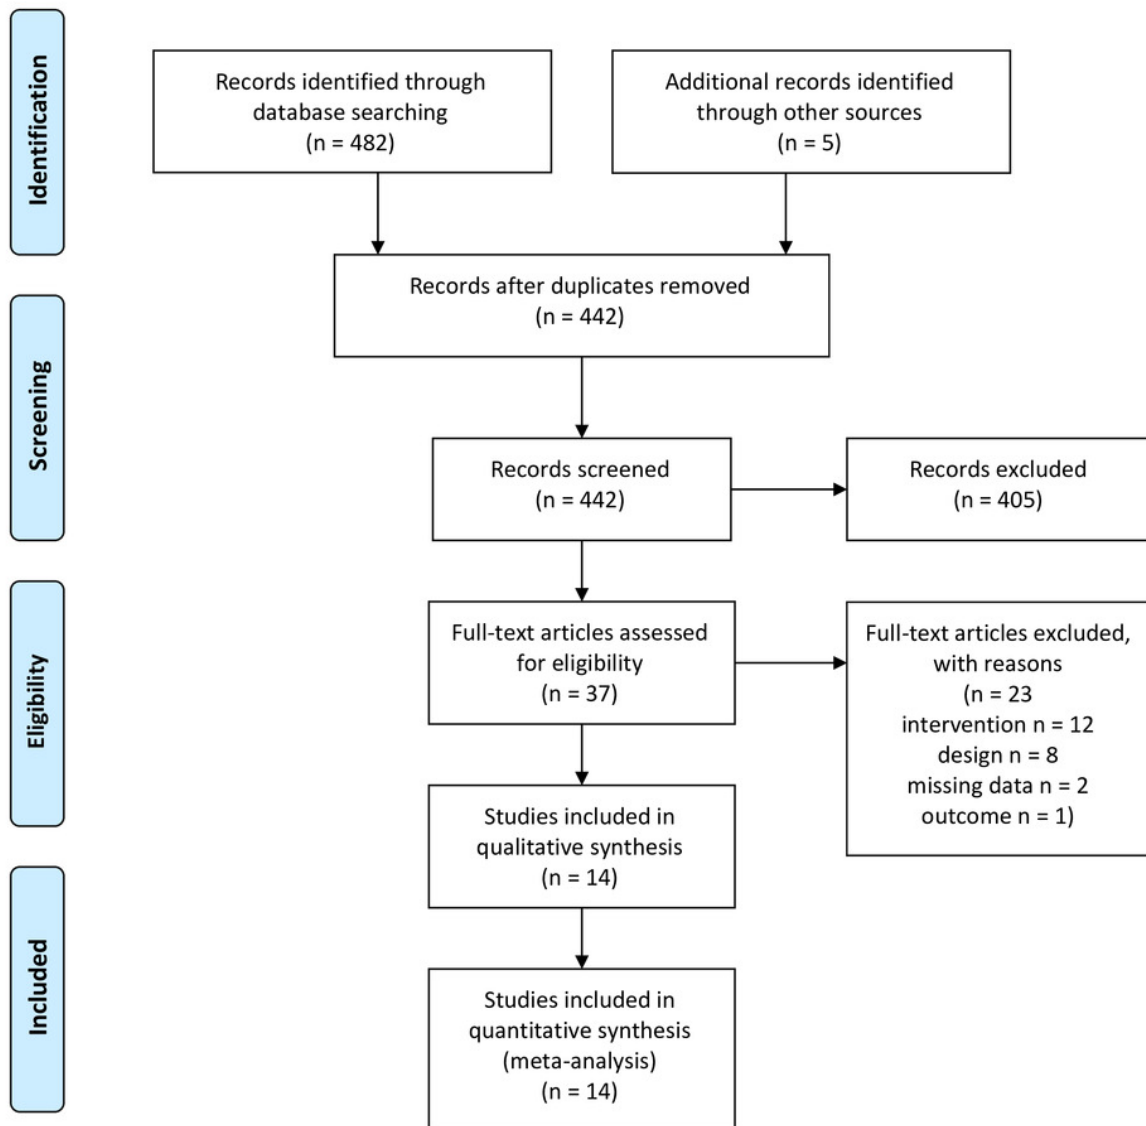 Identification
Records identified through
database searching
(n = 482)
Additional records identified
through other sources
(n = 5)
Records after duplicates removed
(n = 442)
Screening
Records screened
(n = 442)
Records excluded
(n = 405)
Eligibility
Full-text articles assessed
for eligibility
(n = 37)
Full-text articles excluded,
with reasons
(n = 23
intervention n = 12
design n = 8
missing data n = 2
outcome n = 1)
Studies included in
qualitative synthesis
(n = 14)
Included
Studies included in
quantitative synthesis
(meta-analysis)
(n = 14)